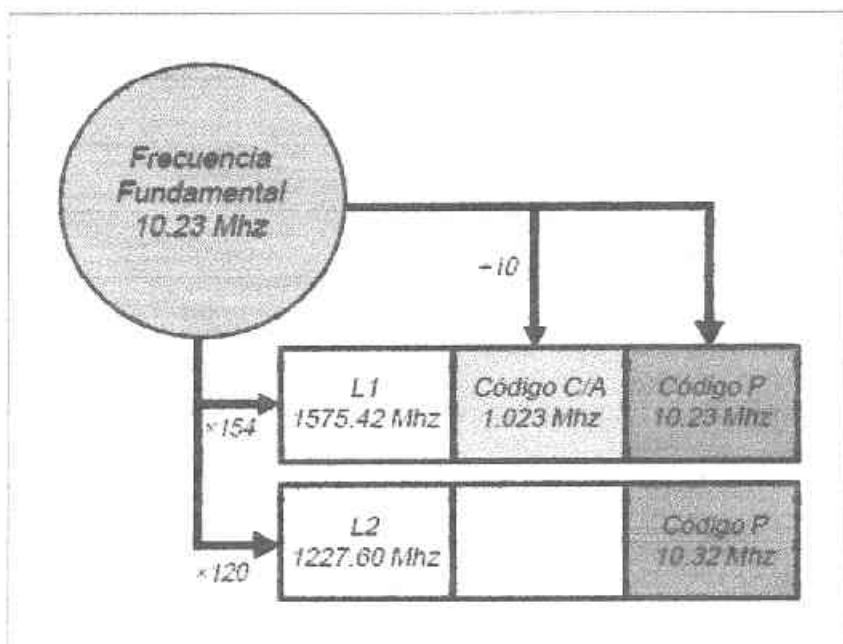 Frecuencia
Fundamental
10.23 Mhz
÷10
L1
1575.42 Mhz
Código C/A
1.023 Mhz
Código P
10.23 Mhz
×154
L2
1227.60 Mhz
Código P
10.32 Mhz
×120